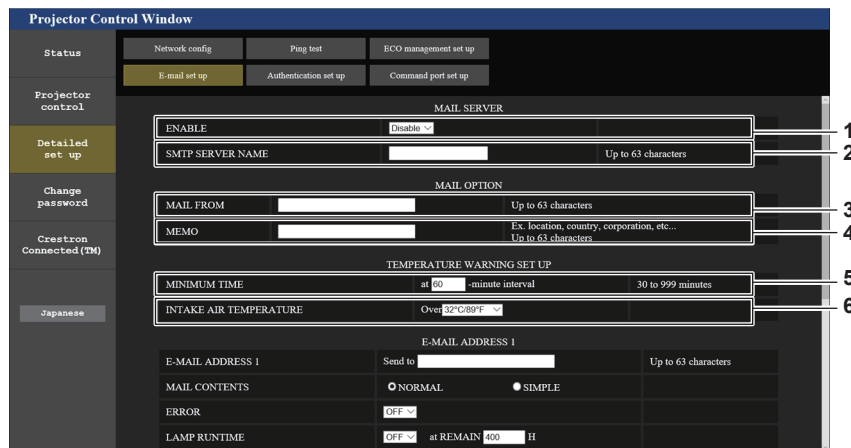 Projector Control Window
Status
Network config Ping test ECO management set up
E-mail set up Authentication set up Command port set up
Projector
control
Detailed
set up
Change
password
Crestron
Connected(TM)
Japanese
MAIL SERVER
ENABLE Disable 1
SMTP SERVER NAME Up to 63 characters 2
MAIL OPTION
MAIL FROM Up to 63 characters 3
MEMO Ex. location, country, corporation, etc... 4
Up to 63 characters
TEMPERATURE WARNING SET UP
MINIMUM TIME at 60 -minute interval 30 to 999 minutes 5
INTAKE AIR TEMPERATURE Over 32°C/89°F 6
E-MAIL ADDRESS 1
E-MAIL ADDRESS 1 Send to Up to 63 characters
MAIL CONTENTS NORMAL SIMPLE
ERROR OFF
LAMP RUNTIME OFF at REMAIN 400 H